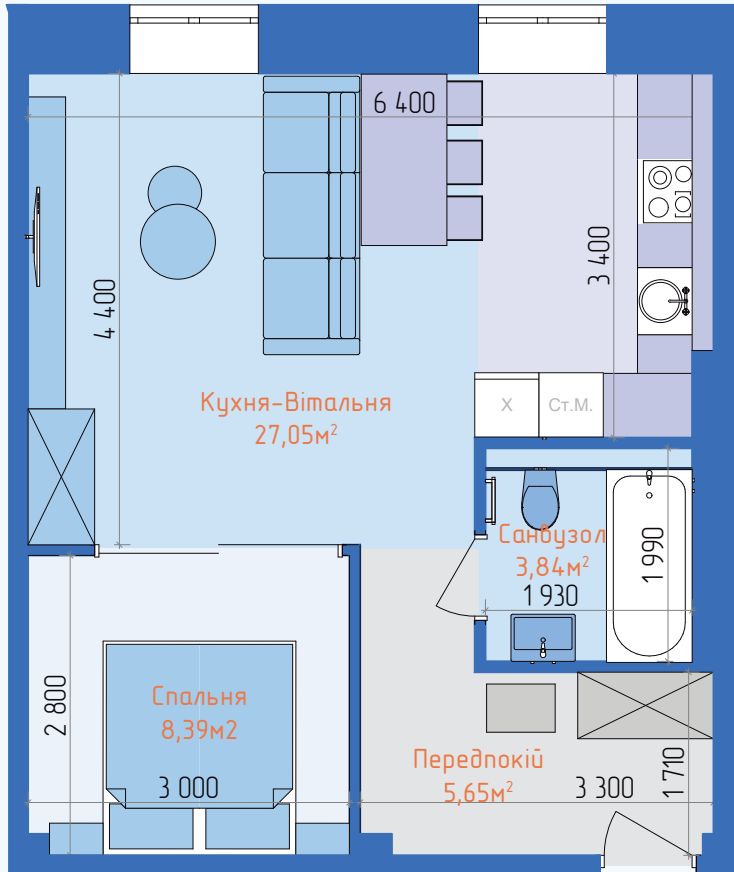 6 400
4 400
3 400
Кухня-Вітальня
27,05м²
Х
Ст.М.
Санвузол
3,84м²
1 930
1 990
2 800
Спальня
8,39м2
3 000
Передпокій
5,65м²
3 300
1 710